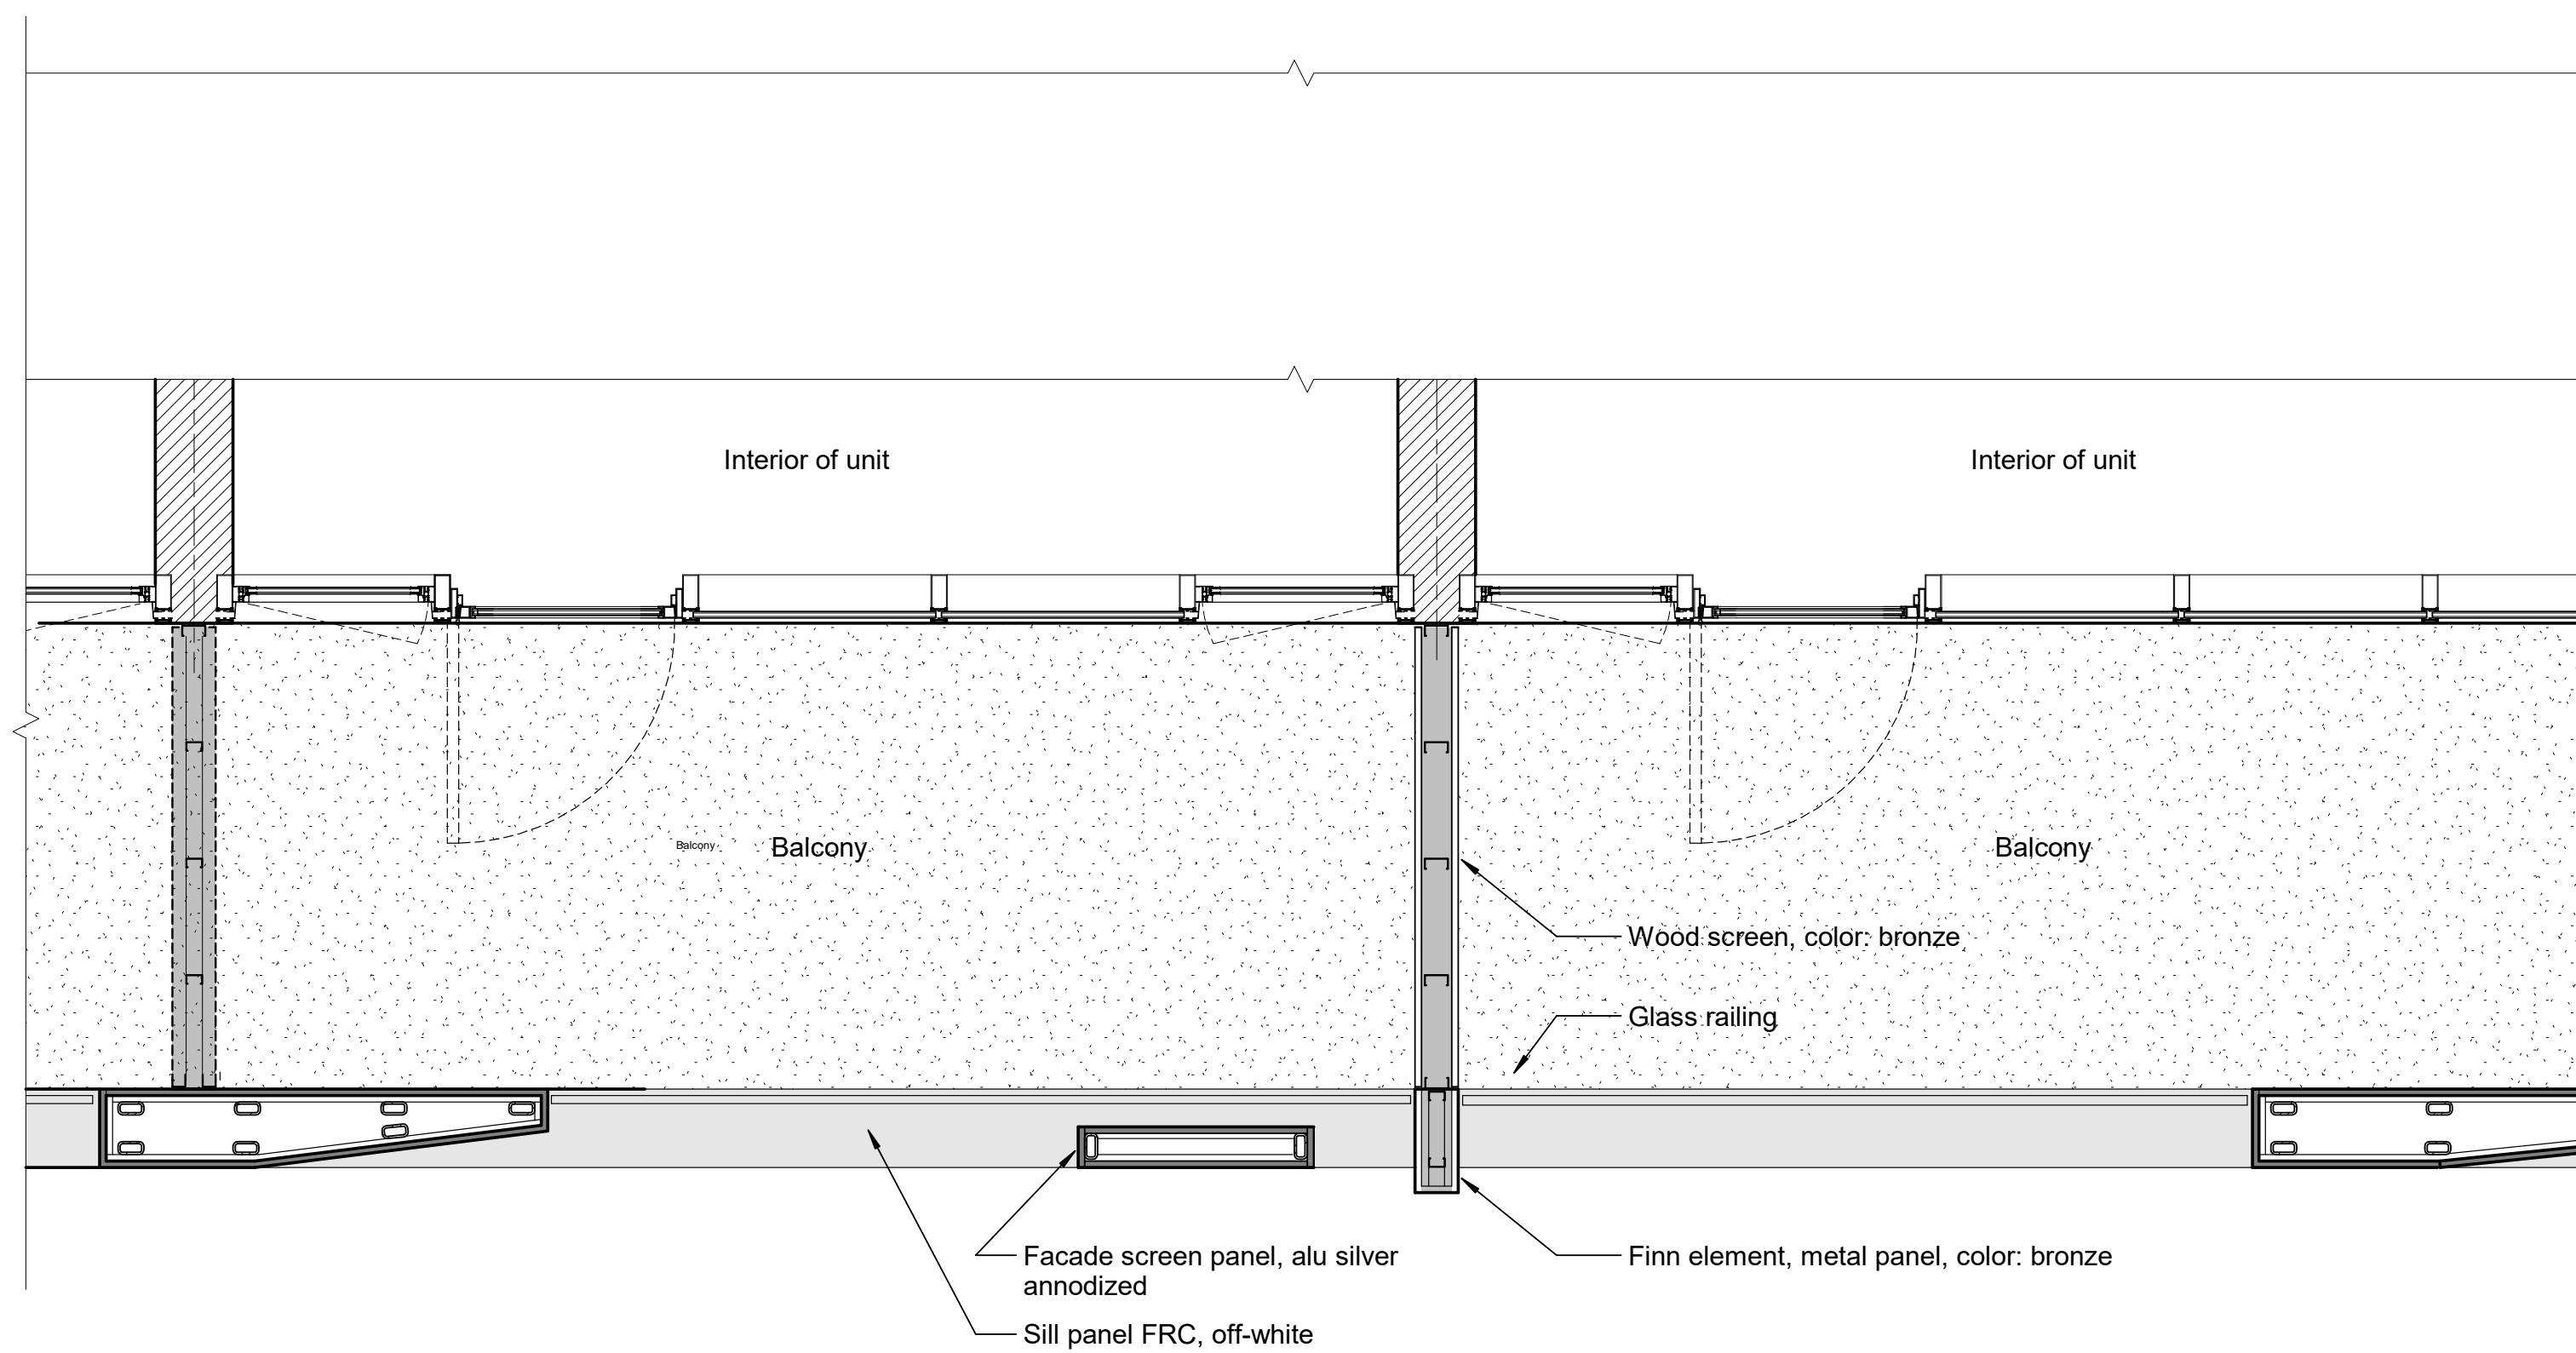 Interior of unit
Interior of unit
Balcony
Balcony
Balcony
Wood screen, color: bronze
Glass railing
Facade screen panel, alu silver
annodized
Finn element, metal panel, color: bronze
Sill panel FRC, off-white